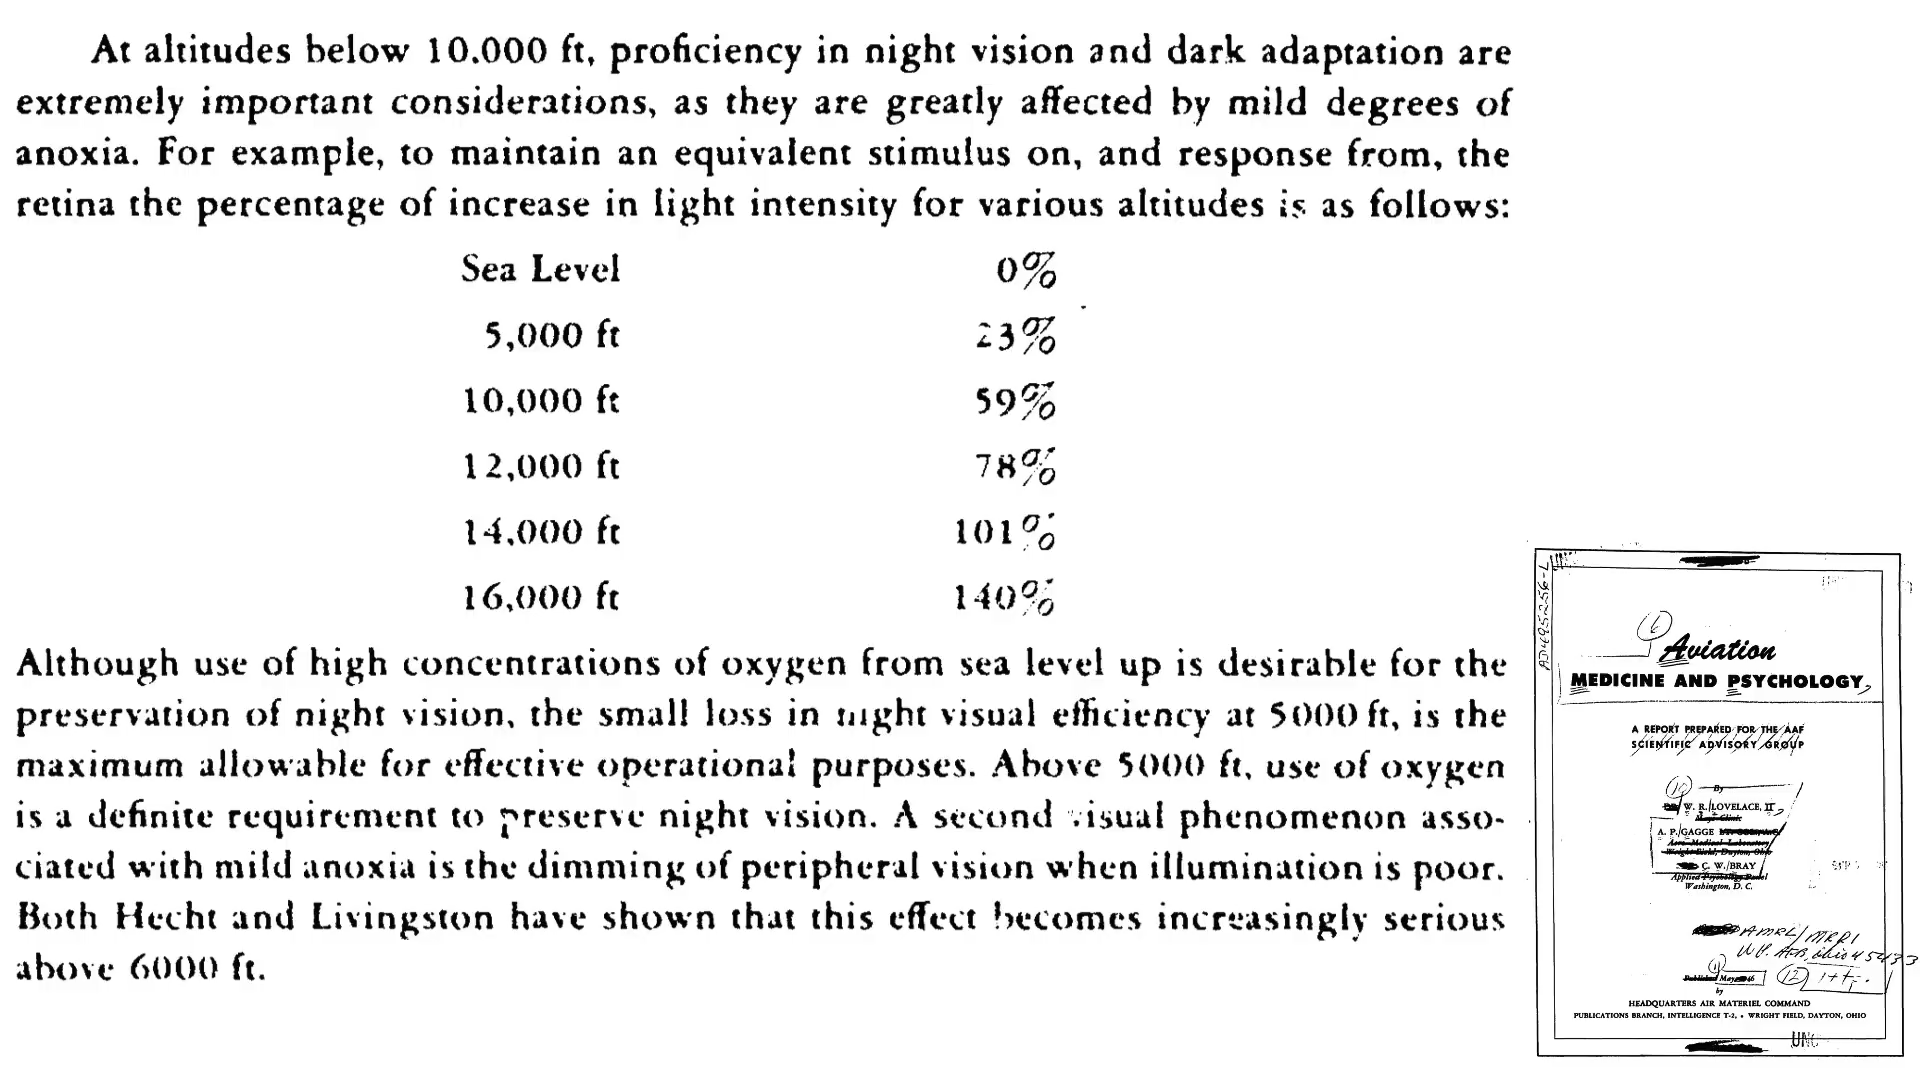 At altitudes below 10.000 ft, proficiency in night vision and dark adaptation are
extremely important considerations, as they are greatly affected by mild degrees of
anoxia. For example, to maintain an equivalent stimulus on, and response from, the
retina the percentage of increase in light intensity for various altitudes is as follows:
Sea Level 0%
5,000 ft 23%
10,000 ft 59%
12,000 ft 78%
14.000 ft 101%
16,000 ft 140%
Although use of high concentrations of oxygen from sea level up is desirable for the
preservation of night vision, the small loss in night visual efficiency at 5000 ft, is the
maximum allowable for effective operational purposes. Above 5000 ft, use of oxygen
is a definite requirement to preserve night vision. A second visual phenomenon asso-
ciated with mild anoxia is the dimming of peripheral vision when illumination is poor.
Both Hecht and Livingston have shown that this effect becomes increasingly serious
above 6000 ft.
6
Aviation
MEDICINE AND PSYCHOLOGY,
A REPORT PREPARED FOR THE AAF
SCIENTIFIC ADVISORY GROUP
By
W. R. LOVELACE, II
A. P. GAGGE
C. W. BRAY
Washington, D. C.
AMRL/
Ohio 45433
11 May 46
12
by
HEADQUARTERS AIR MATERIEL COMMAND
PUBLICATIONS BRANCH, INTELLIGENCE T-2, • WRIGHT FIELD, DAYTON, OHIO